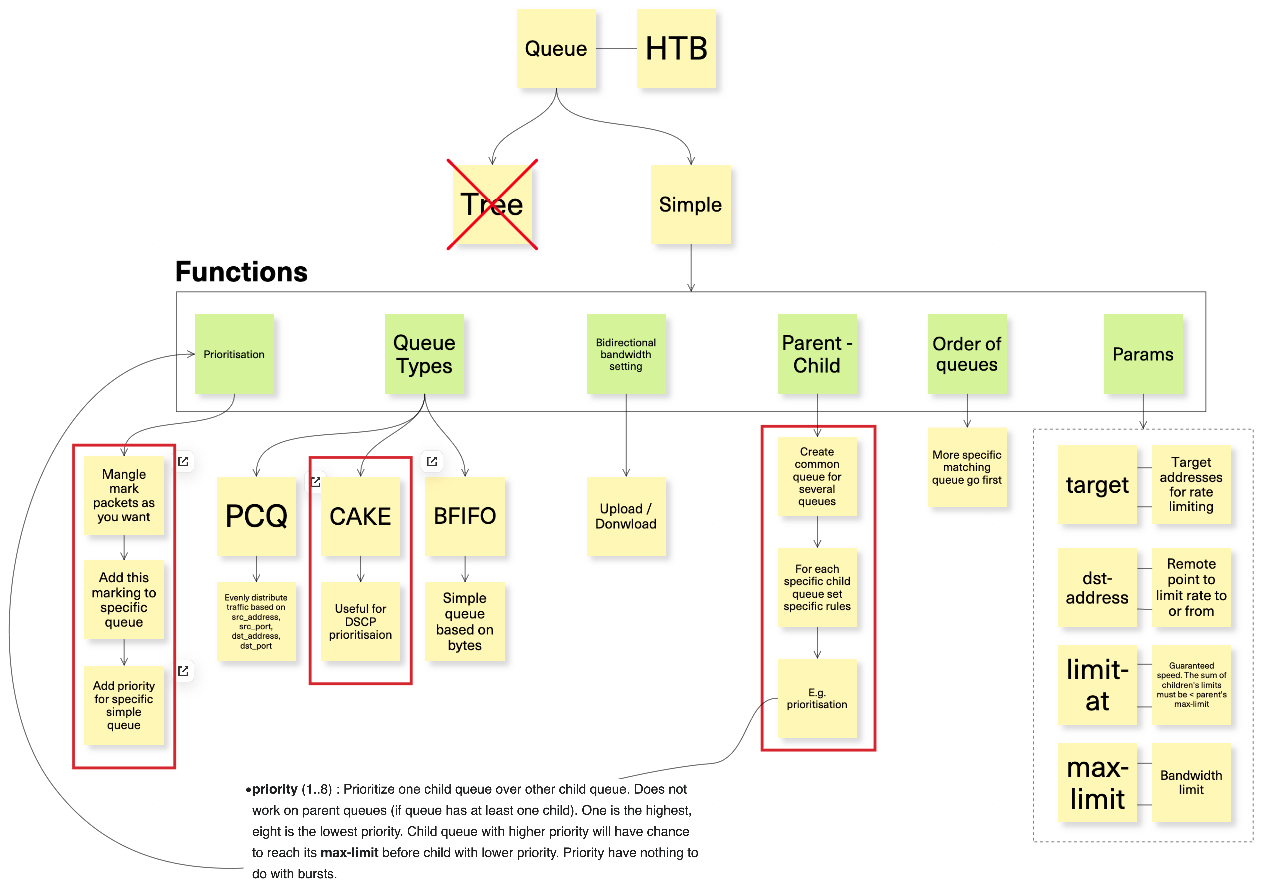 Queue
HTB
Tree
Simple
Functions
Prioritisation
Queue
Types
Bidirectional
bandwidth
setting
Parent -
Child
Order of
queues
Params
Mangle
mark
packets as
you want
Add this
marking to
specific
queue
Add priority
for specific
simple
queue
PCQ
Evenly distribute
traffic based on
src_address,
src_port,
dst_address,
dst_port
CAKE
Useful for
DSCP
prioritisaion
BFIFO
Simple
queue
based on
bytes
Upload /
Donwload
Create
common
queue for
several
queues
For each
specific child
queue set
specific rules
E.g.
prioritisation
More specific
matching
queue go first
target
Target
addresses
for rate
limiting
dst-
address
Remote
point to
limit rate to
or from
limit-
at
Guaranteed
speed. The sum of
children's limits
must be < parent's
max-limit
max-
limit
Bandwidth
limit
•priority (1..8) : Prioritize one child queue over other child queue. Does not
work on parent queues (if queue has at least one child). One is the highest,
eight is the lowest priority. Child queue with higher priority will have chance
to reach its max-limit before child with lower priority. Priority have nothing to
do with bursts.